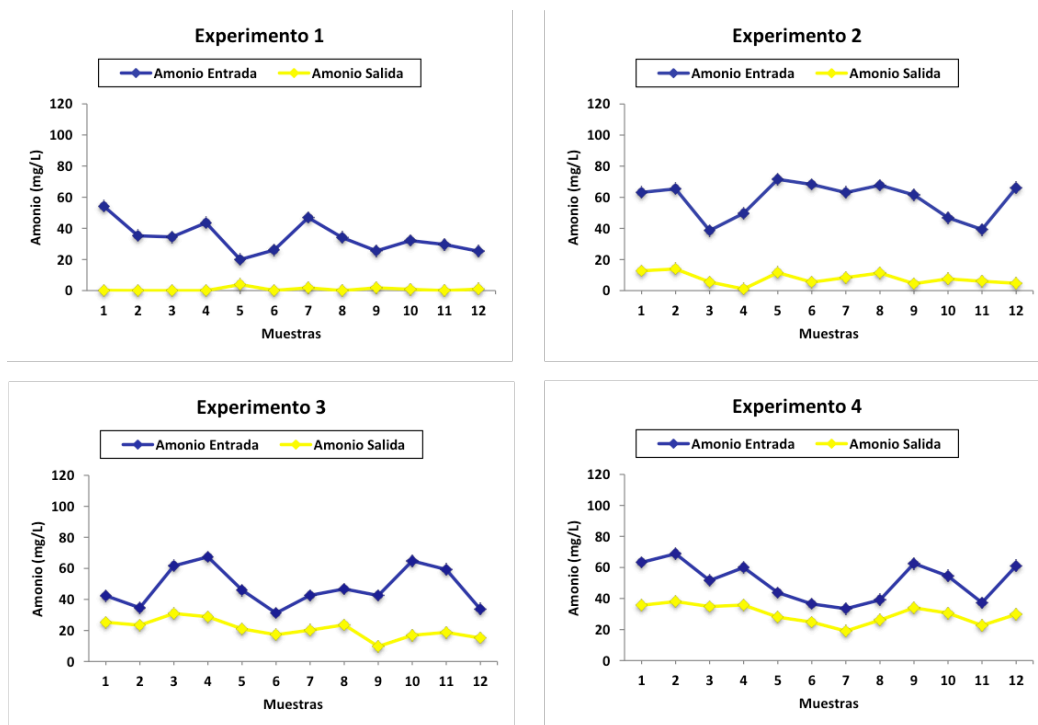 Experimento 1
Amonio Entrada Amonio Salida
120
100
80
60
40
20
0
Amonio (mg/L)
1 2 3 4 5 6 7 8 9 10 11 12
Muestras
Experimento 2
Amonio Entrada Amonio Salida
120
100
80
60
40
20
0
Amonio (mg/L)
1 2 3 4 5 6 7 8 9 10 11 12
Muestras
Experimento 3
Amonio Entrada Amonio Salida
120
100
80
60
40
20
0
Amonio (mg/L)
1 2 3 4 5 6 7 8 9 10 11 12
Muestras
Experimento 4
Amonio Entrada Amonio Salida
120
100
80
60
40
20
0
Amonio (mg/L)
1 2 3 4 5 6 7 8 9 10 11 12
Muestras